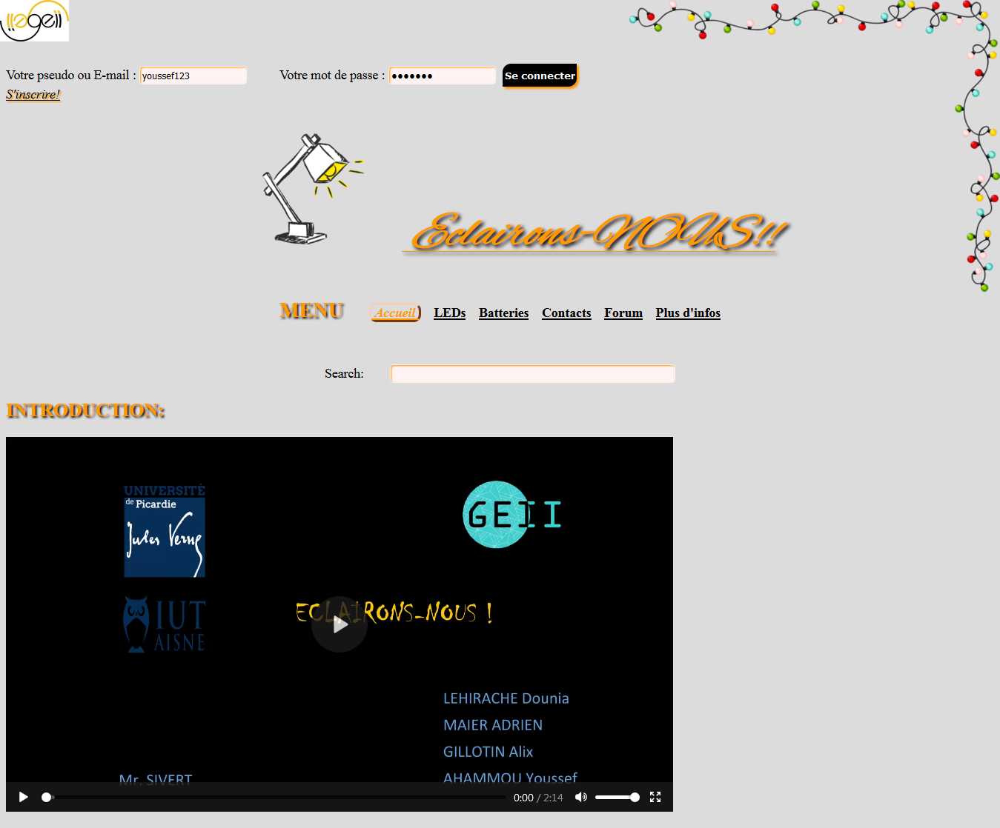 Votre pseudo ou E-mail : youssef123 Votre mot de passe : ••••••• Se connecter
S'inscrire!
Eclairons-NOUS!!
MENU Accueil LEDs Batteries Contacts Forum Plus d'infos
Search:
INTRODUCTION:
UNIVERSITÉ
de Picardie
Jules Verne
GEII
IUT
AISNE
ECLAIRONS-NOUS !
LEHIRACHE Dounia
MAIER ADRIEN
GILLOTIN Alix
Mr. SIVERT
AHAMMOU Youssef
0:00 / 2:14